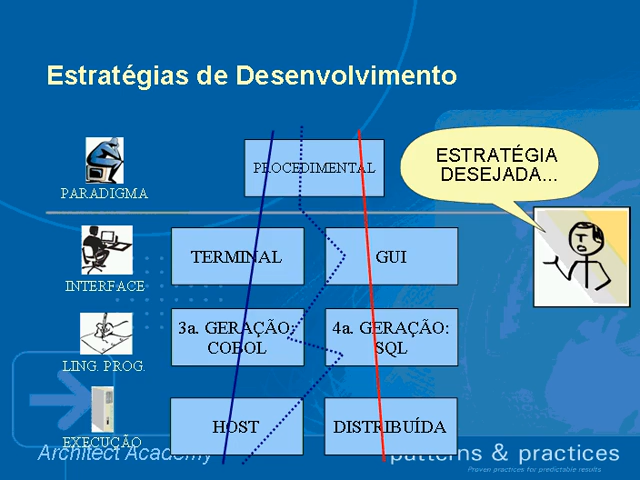 Estratégias de Desenvolvimento
PARADIGMA
PROCEDIMENTAL
ESTRATÉGIA
DESEJADA...
INTERFACE
TERMINAL
GUI
LING. PROG.
3a. GERAÇÃO:
COBOL
4a. GERAÇÃO:
SQL
EXECUÇÃO
HOST
DISTRIBUÍDA
Architect Academy
patterns & practices
Proven practices for predictable results